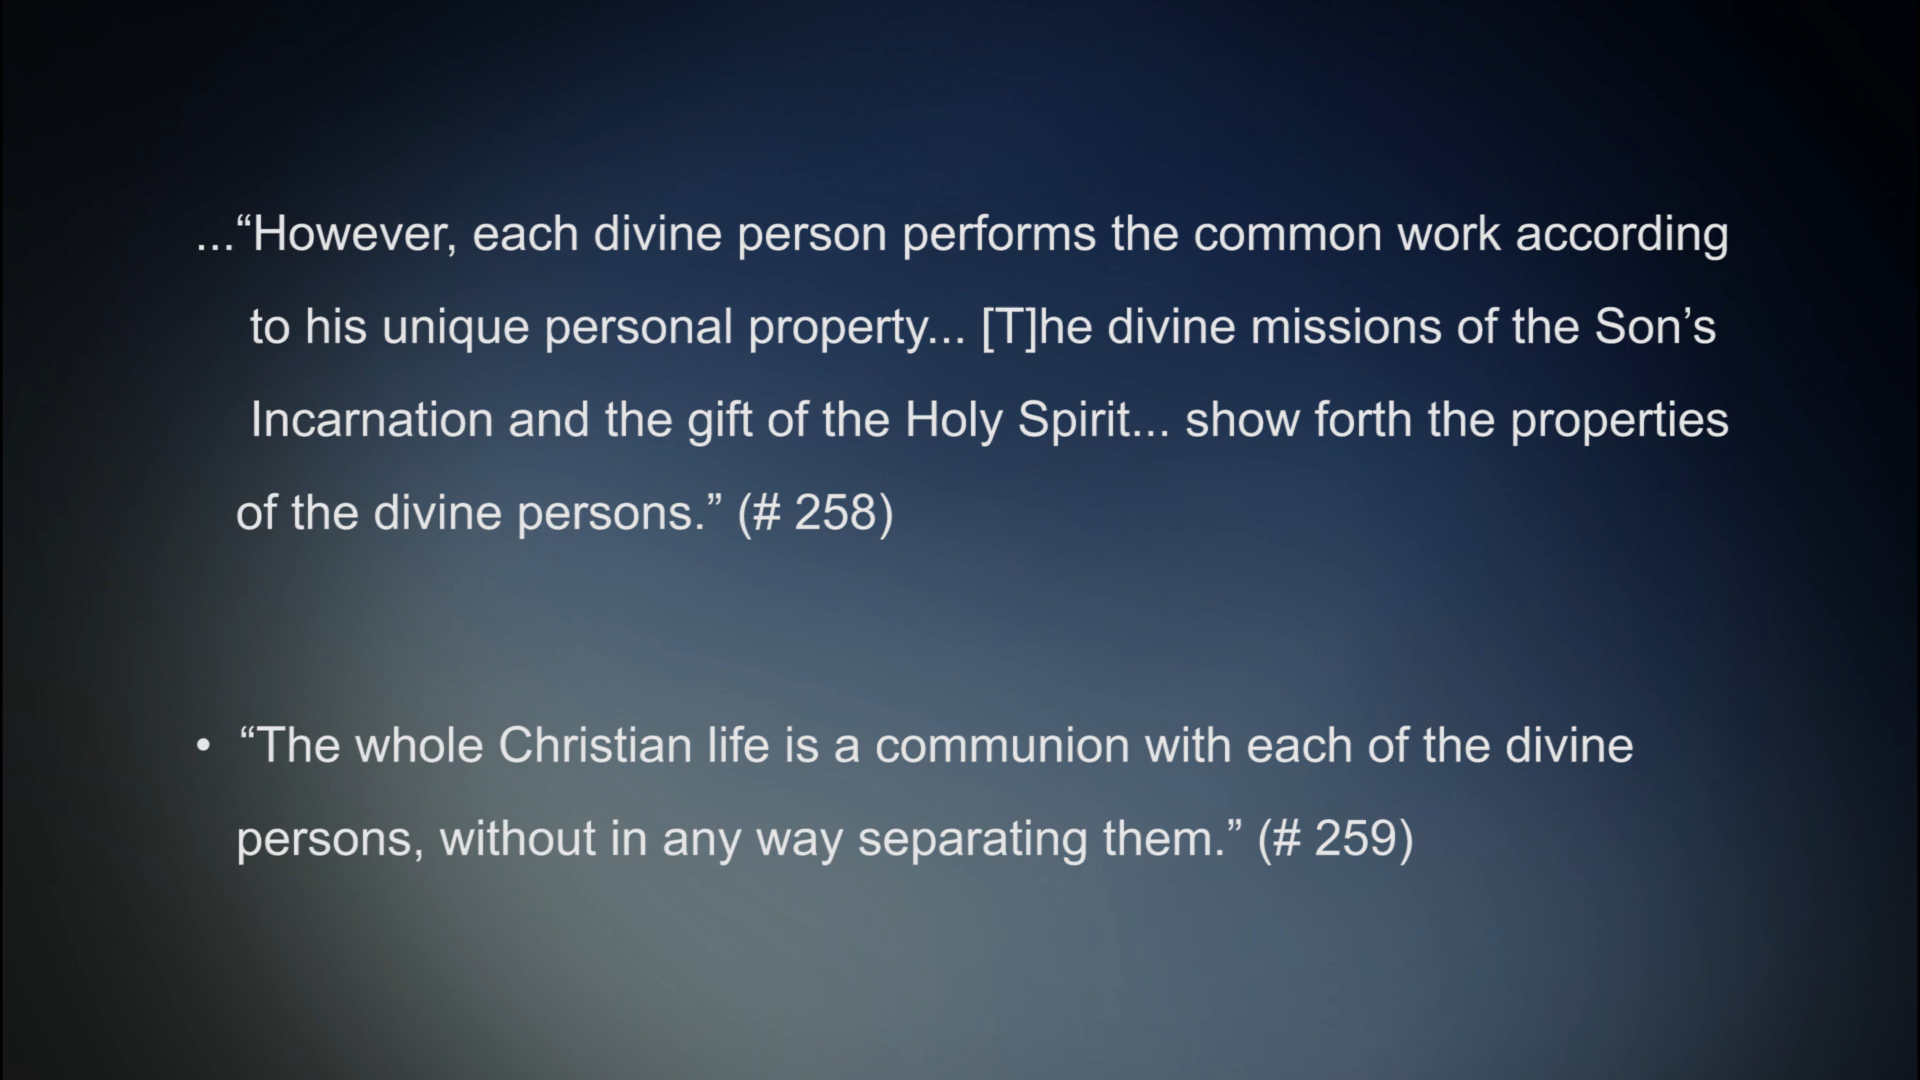 ...“However, each divine person performs the common work according
to his unique personal property... [T]he divine missions of the Son’s
Incarnation and the gift of the Holy Spirit... show forth the properties
of the divine persons.” (# 258)
• “The whole Christian life is a communion with each of the divine
persons, without in any way separating them.” (# 259)